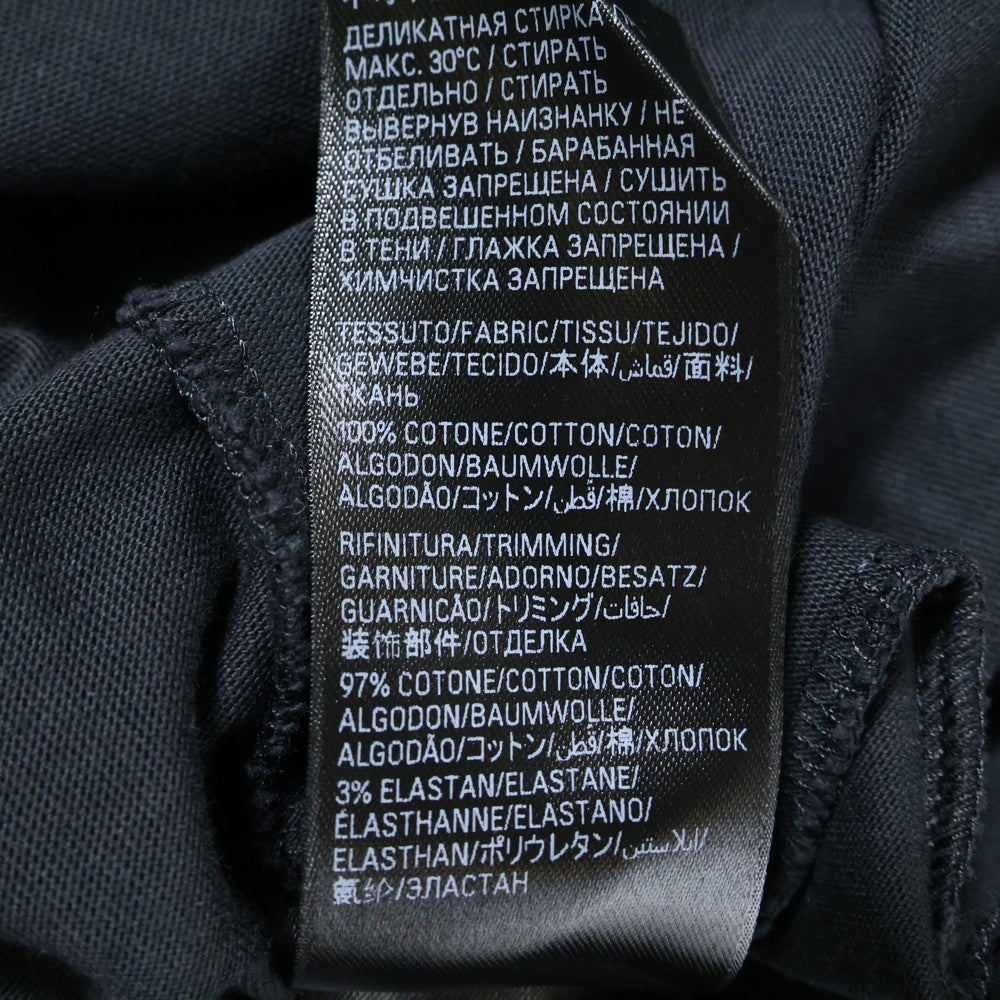 ДЕЛИКАТНАЯ СТИРКА
МАКС. 30°C / СТИРАТЬ
ОТДЕЛЬНО / СТИРАТЬ
ВЫВЕРНУВ НАИЗНАНКУ / НЕ
ОТБЕЛИВАТЬ / БАРАБАННАЯ
СУШКА ЗАПРЕЩЕНА / СУШИТЬ
В ПОДВЕШЕННОМ СОСТОЯНИИ
В ТЕНИ / ГЛАЖКА ЗАПРЕЩЕНА /
ХИМЧИСТКА ЗАПРЕЩЕНА
TESSUTO/FABRIC/TISSU/TEJIDO/
GEWEBE/TECIDO/本体/قماش/面料/
ТКАНЬ
100% COTONE/COTTON/COTON/
ALGODON/BAUMWOLLE/
ALGODÃO/コットン/قطن/棉/ХЛОПОК
RIFINITURA/TRIMMING/
GARNITURE/ADORNO/BESATZ/
GUARNICÃO/トリミング/حافات/
装饰部件/ОТДЕЛКА
97% COTONE/COTTON/COTON/
ALGODON/BAUMWOLLE/
ALGODÃO/コットン/قطن/棉/ХЛОПОК
3% ELASTAN/ELASTANE/
ÉLASTHANNE/ELASTANO/
ELASTHAN/ポリウレタン/ايلاستين/
氨纶/ЭЛАСТАН